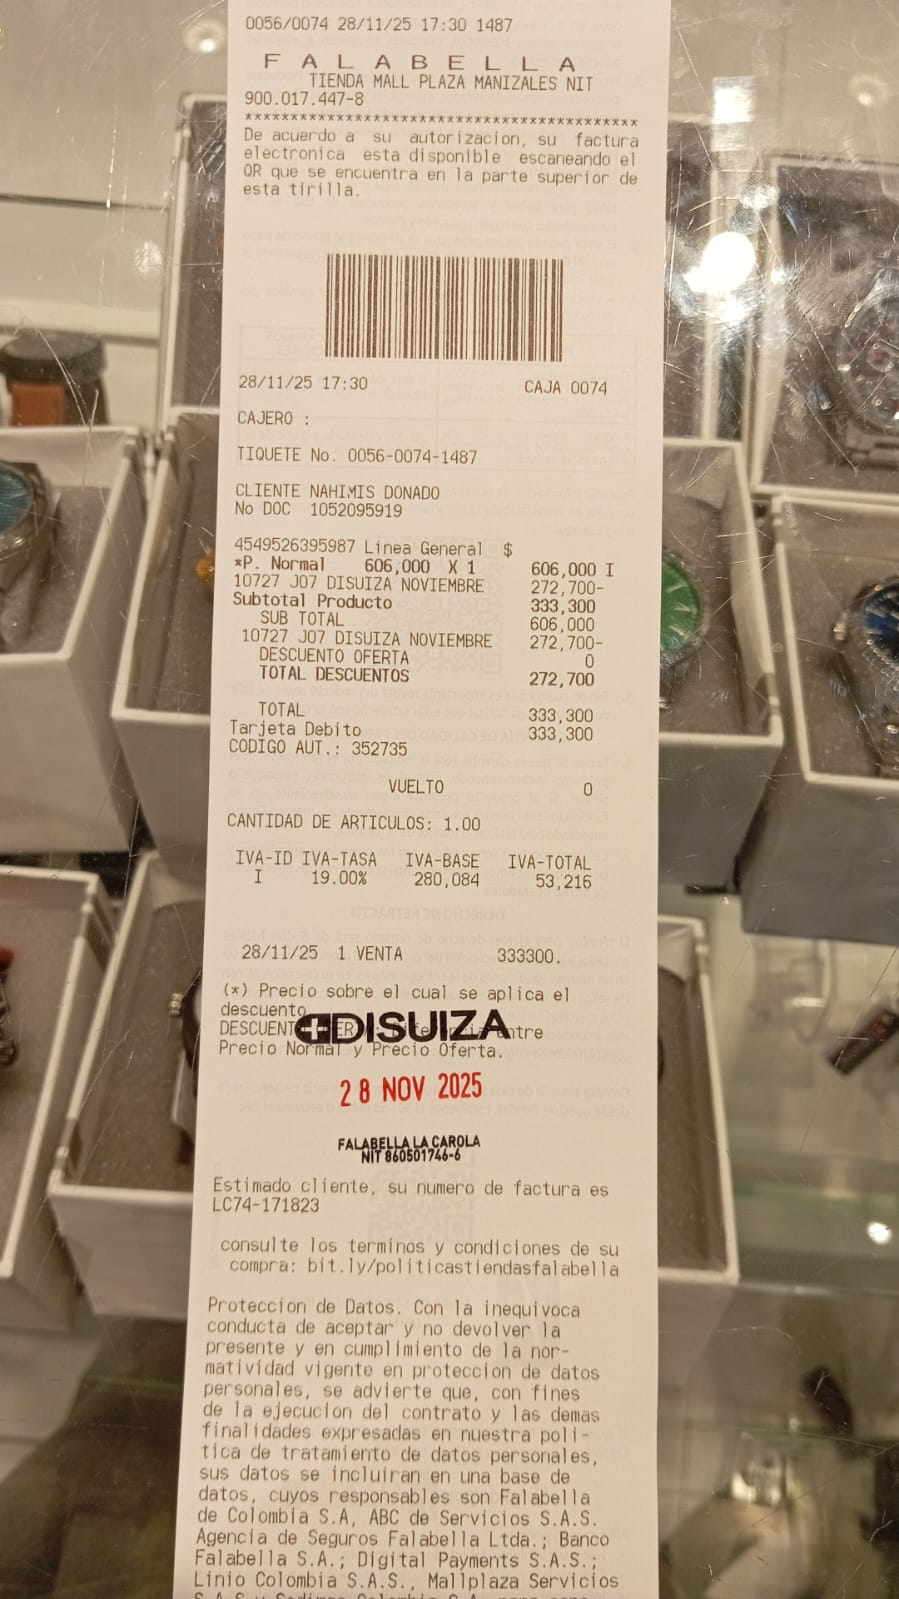 0056/0074 28/11/25 17:30 1487
F A L A B E L L A
TIENDA MALL PLAZA MANIZALES NIT
900.017.447-8
******************************************
De acuerdo a su autorizacion, su factura
electronica esta disponible escaneando el
QR que se encuentra en la parte superior de
esta tirilla.
28/11/25 17:30 CAJA 0074
CAJERO :
TIQUETE No. 0056-0074-1487
CLIENTE NAHIMIS DONADO
No DOC 1052095919
4549526395987 Linea General $
*P. Normal 606,000 X 1 606,000 I
10727 J07 DISUIZA NOVIEMBRE 272,700-
Subtotal Producto 333,300
SUB TOTAL 606,000
10727 J07 DISUIZA NOVIEMBRE 272,700-
DESCUENTO OFERTA 0
TOTAL DESCUENTOS 272,700
TOTAL 333,300
Tarjeta Debito 333,300
CODIGO AUT.: 352735
VUELTO 0
CANTIDAD DE ARTICULOS: 1.00
IVA-ID IVA-TASA IVA-BASE IVA-TOTAL
I 19.00% 280,084 53,216
28/11/25 1 VENTA 333300.
(*) Precio sobre el cual se aplica el
descuento
DISUIZA
Precio Normal y Precio Oferta.
28 NOV 2025
FALABELLA LA CAROLA
NIT 860501746-6
Estimado cliente, su numero de factura es
LC74-171823
consulte los terminos y condiciones de su
compra: bit.ly/politicastiendasfalabella
Proteccion de Datos. Con la inequivoca
conducta de aceptar y no devolver la
presente y en cumplimiento de la nor-
matividad vigente en proteccion de datos
personales, se advierte que, con fines
de la ejecucion del contrato y las demas
finalidades expresadas en nuestra poli-
tica de tratamiento de datos personales,
sus datos se incluiran en una base de
datos, cuyos responsables son Falabella
de Colombia S.A, ABC de Servicios S.A.S.
Agencia de Seguros Falabella Ltda.; Banco
Falabella S.A.; Digital Payments S.A.S.;
Linio Colombia S.A.S., Mallplaza Servicios